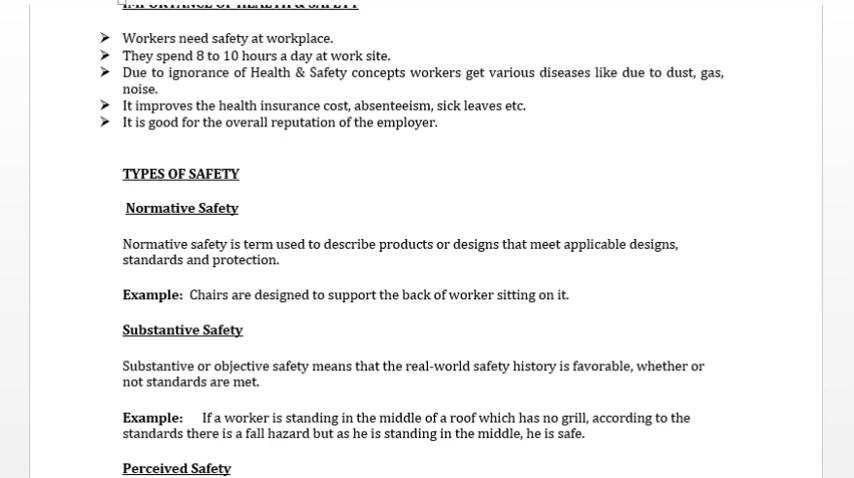 IMPORTANCE OF HEALTH & SAFETY
Workers need safety at workplace.
They spend 8 to 10 hours a day at work site.
Due to ignorance of Health & Safety concepts workers get various diseases like due to dust, gas,
noise.
It improves the health insurance cost, absenteeism, sick leaves etc.
It is good for the overall reputation of the employer.
TYPES OF SAFETY
Normative Safety
Normative safety is term used to describe products or designs that meet applicable designs,
standards and protection.
Example: Chairs are designed to support the back of worker sitting on it.
Substantive Safety
Substantive or objective safety means that the real-world safety history is favorable, whether or
not standards are met.
Example: If a worker is standing in the middle of a roof which has no grill, according to the
standards there is a fall hazard but as he is standing in the middle, he is safe.
Perceived Safety